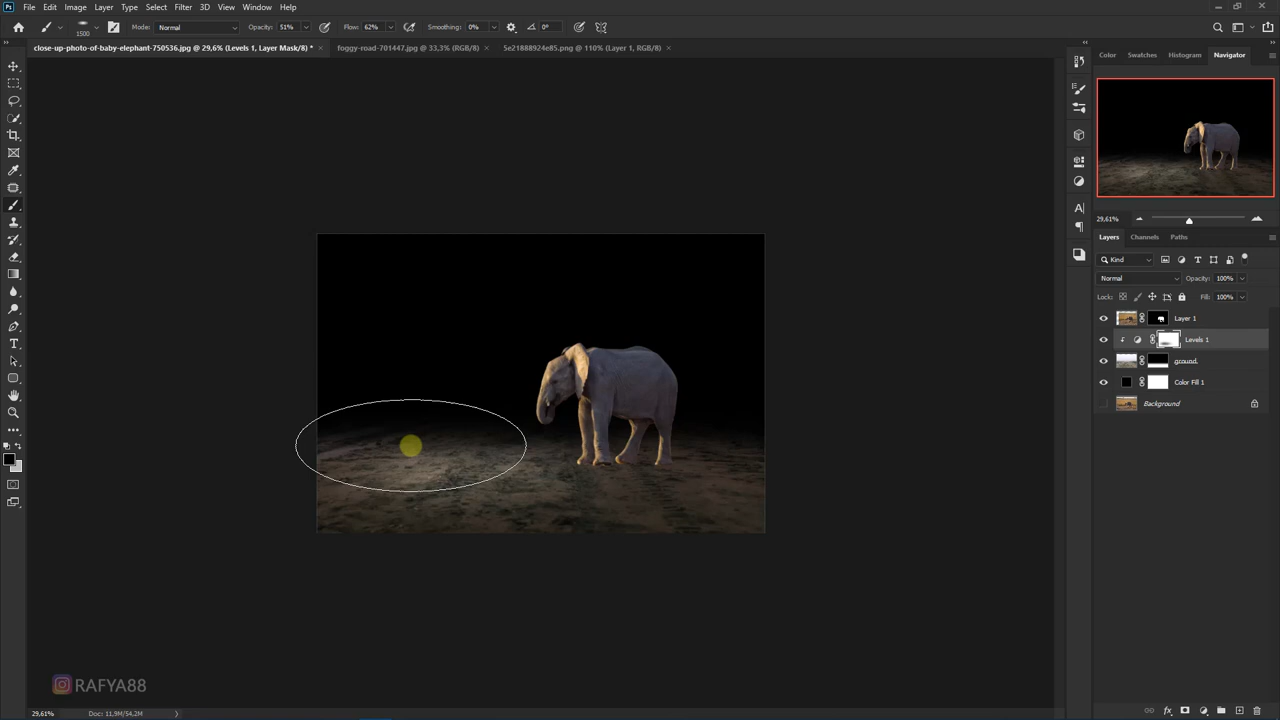 Ps File Edit Image Layer Type Select Filter 3D View Window Help
1500 Mode: Normal Opacity: 51% Flow: 62% Smoothing: 0% 0°
close-up-photo-of-baby-elephant-750536.jpg @ 29,6% (Levels 1, Layer Mask/8) * × foggy-road-701447.jpg @ 33,3% (RGB/8) × 5e21888924e85.png @ 110% (Layer 1, RGB/8) ×
Color Swatches Histogram Navigator
29,61%
Layers Channels Paths
Kind
Normal Opacity: 100%
Lock: Fill: 100%
Layer 1
Levels 1
ground.
Color Fill 1
Background
RAFYA88
29,61% Doc: 11,9M/54,2M